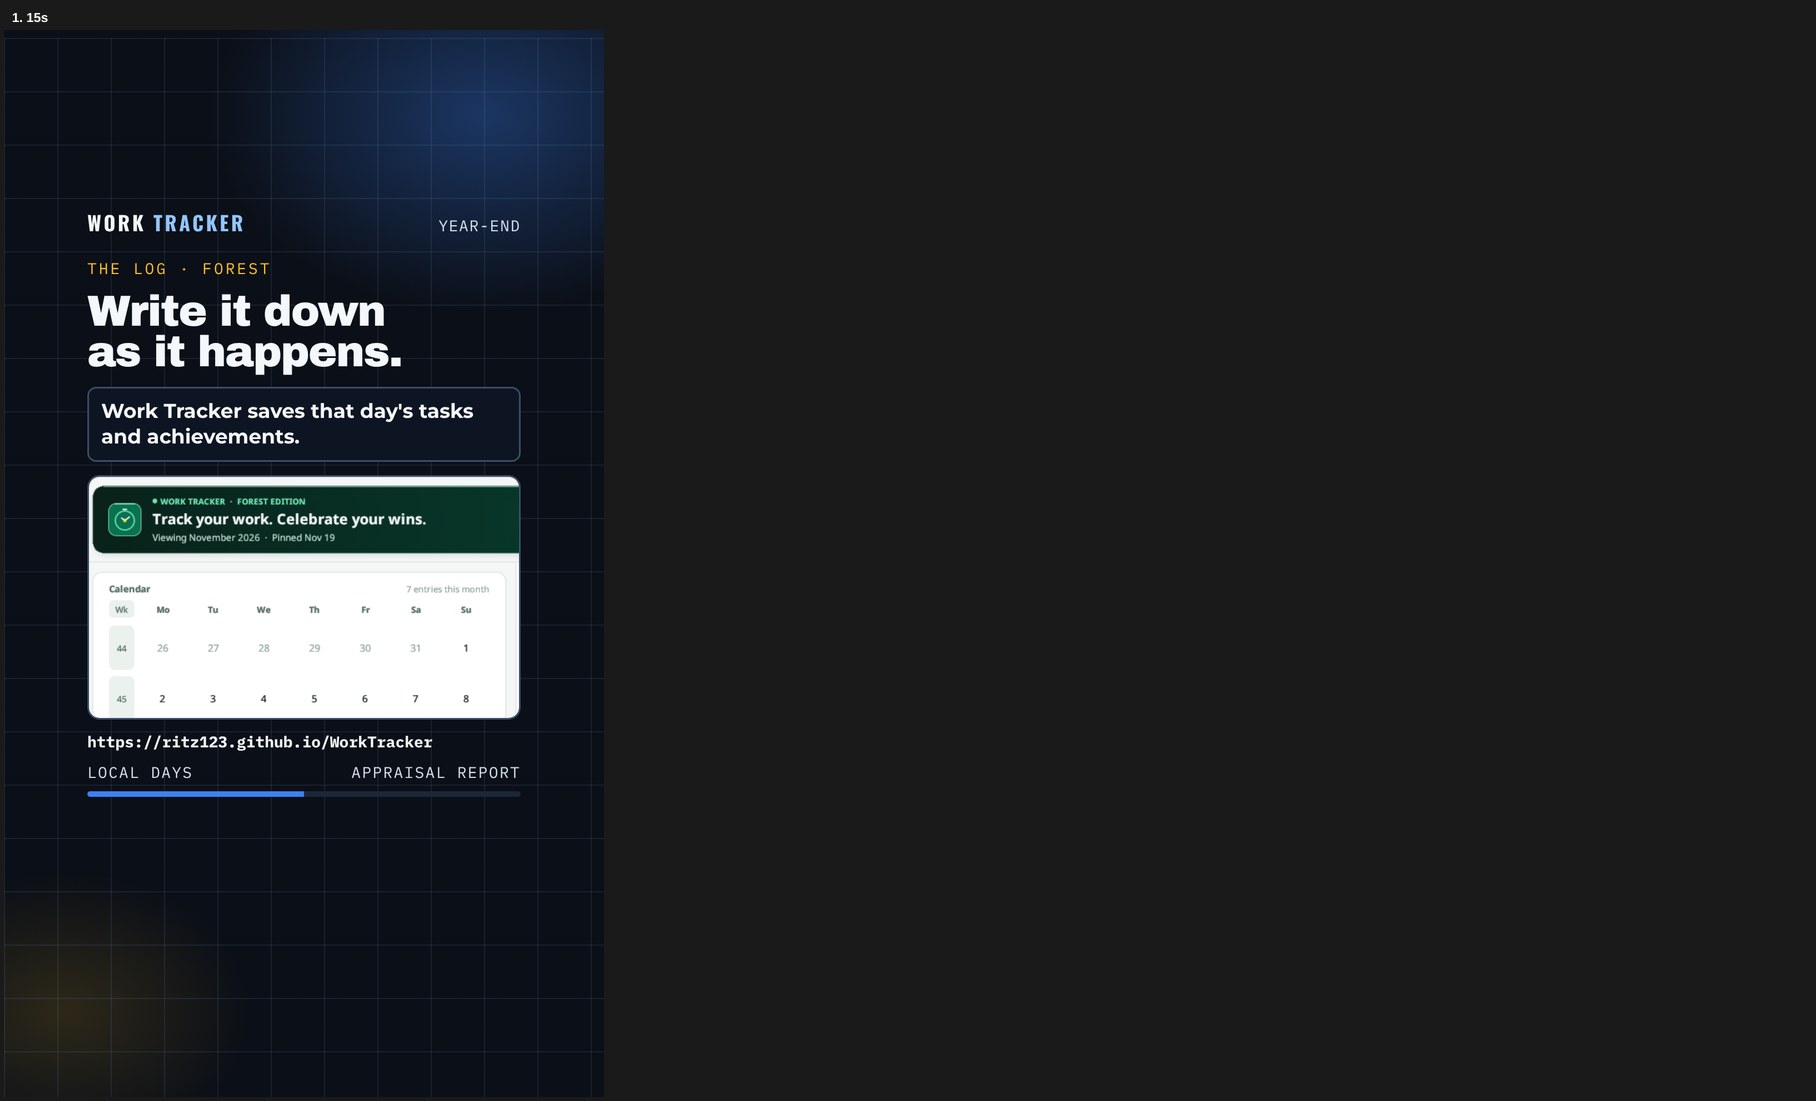 1. 15s
WORK TRACKER
YEAR-END
THE LOG · FOREST
Write it down
as it happens.
Work Tracker saves that day's tasks
and achievements.
WORK TRACKER · FOREST EDITION
Track your work. Celebrate your wins.
Viewing November 2026 · Pinned Nov 19
Calendar
7 entries this month
Wk Mo Tu We Th Fr Sa Su
44 26 27 28 29 30 31 1
45 2 3 4 5 6 7 8
https://ritz123.github.io/WorkTracker
LOCAL DAYS
APPRAISAL REPORT